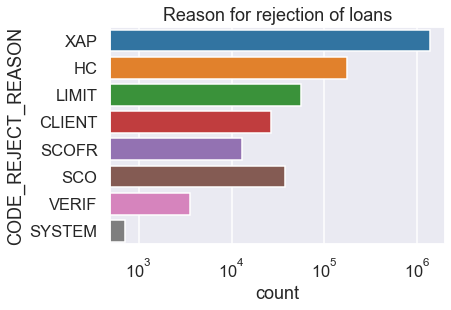 Reason for rejection of loans
CODE_REJECT_REASON
XAP
HC
LIMIT
CLIENT
SCOFR
SCO
VERIF
SYSTEM
10³ 10⁴ 10⁵ 10⁶
count